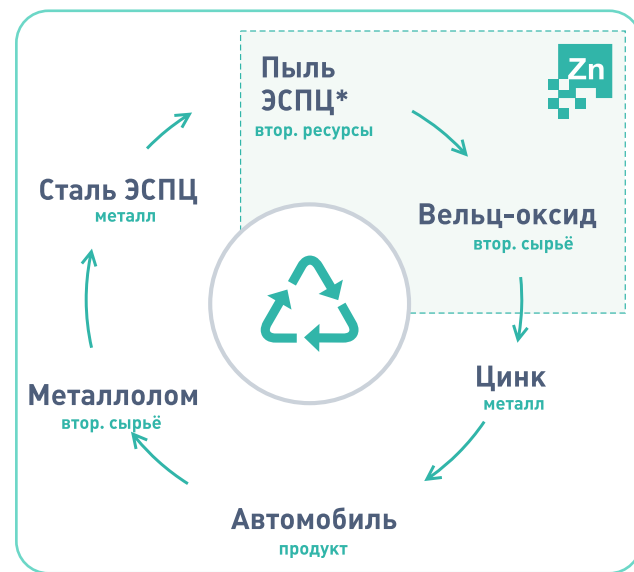 Пыль
ЭСПЦ*
втор. ресурсы
Zn
Вельц-оксид
втор. сырьё
Цинк
металл
Автомобиль
продукт
Металлолом
втор. сырьё
Сталь ЭСПЦ
металл